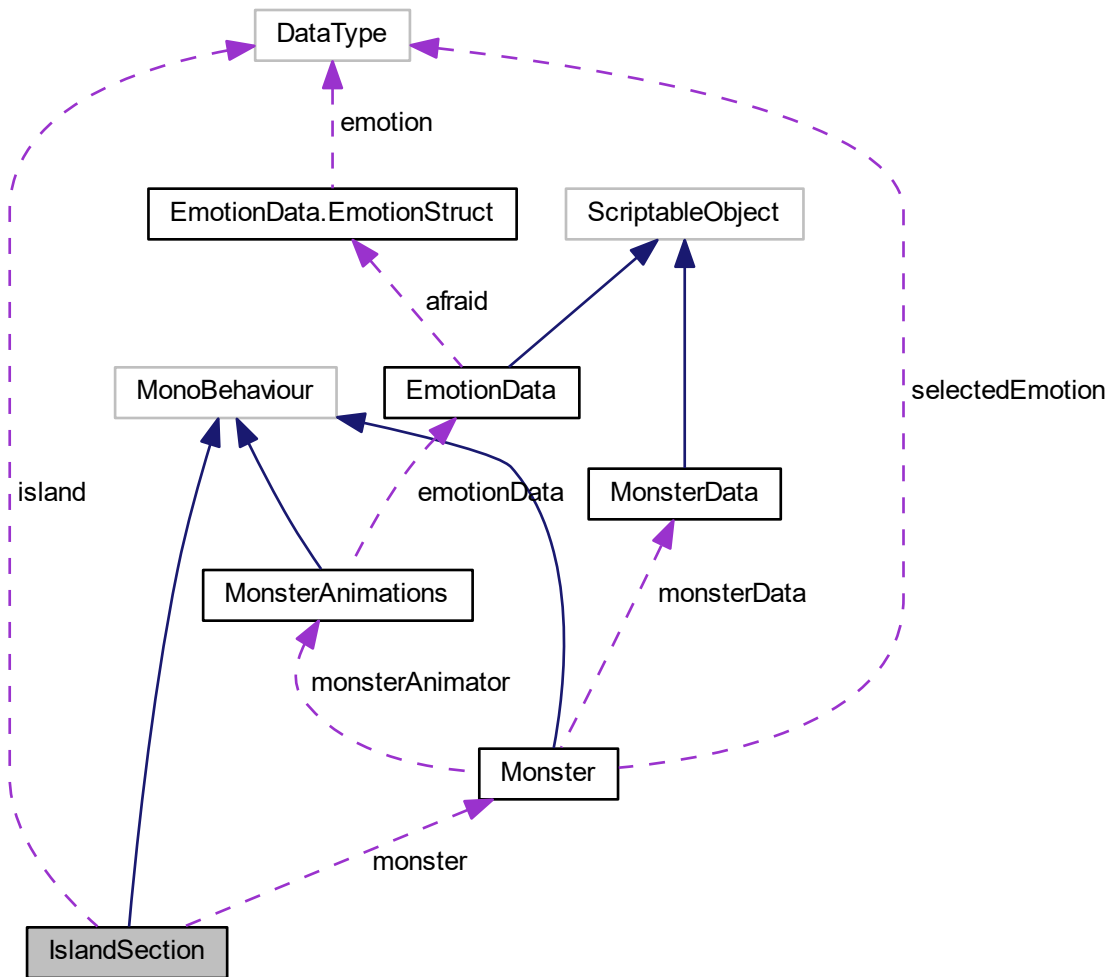 DataType
emotion
EmotionData.EmotionStruct
ScriptableObject
afraid
MonoBehaviour
EmotionData
selectedEmotion
island
emotionData
MonsterData
MonsterAnimations
monsterData
monsterAnimator
Monster
monster
IslandSection